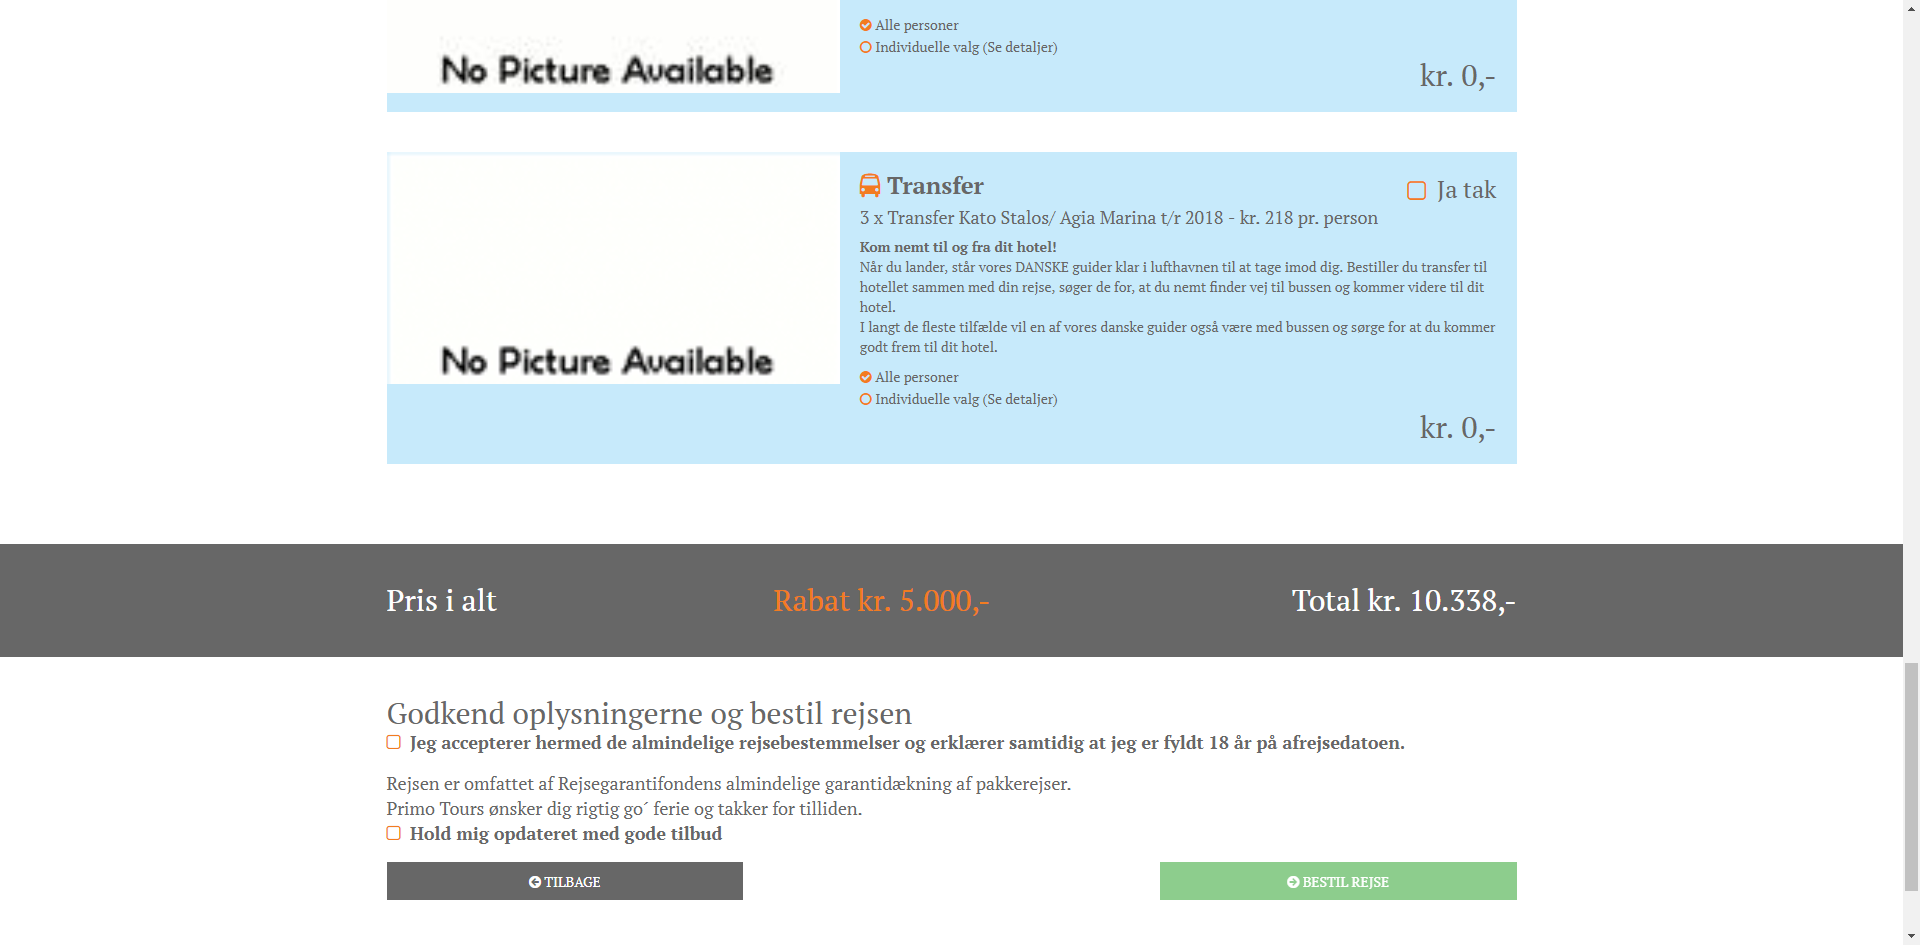 Alle personer
Individuelle valg (Se detaljer)
No Picture Available
kr. 0,-
Transfer
Ja tak
3 x Transfer Kato Stalos/ Agia Marina t/r 2018 - kr. 218 pr. person
Kom nemt til og fra dit hotel!
Når du lander, står vores DANSKE guider klar i lufthavnen til at tage imod dig. Bestiller du transfer til
hotellet sammen med din rejse, søger de for, at du nemt finder vej til bussen og kommer videre til dit
hotel.
I langt de fleste tilfælde vil en af vores danske guider også være med bussen og sørge for at du kommer
godt frem til dit hotel.
No Picture Available
Alle personer
Individuelle valg (Se detaljer)
kr. 0,-
Pris i alt
Rabat kr. 5.000,-
Total kr. 10.338,-
Godkend oplysningerne og bestil rejsen
Jeg accepterer hermed de almindelige rejsebestemmelser og erklærer samtidig at jeg er fyldt 18 år på afrejsedatoen.
Rejsen er omfattet af Rejsegarantifondens almindelige garantidækning af pakkerejser.
Primo Tours ønsker dig rigtig go´ ferie og takker for tilliden.
Hold mig opdateret med gode tilbud
TILBAGE
BESTIL REJSE